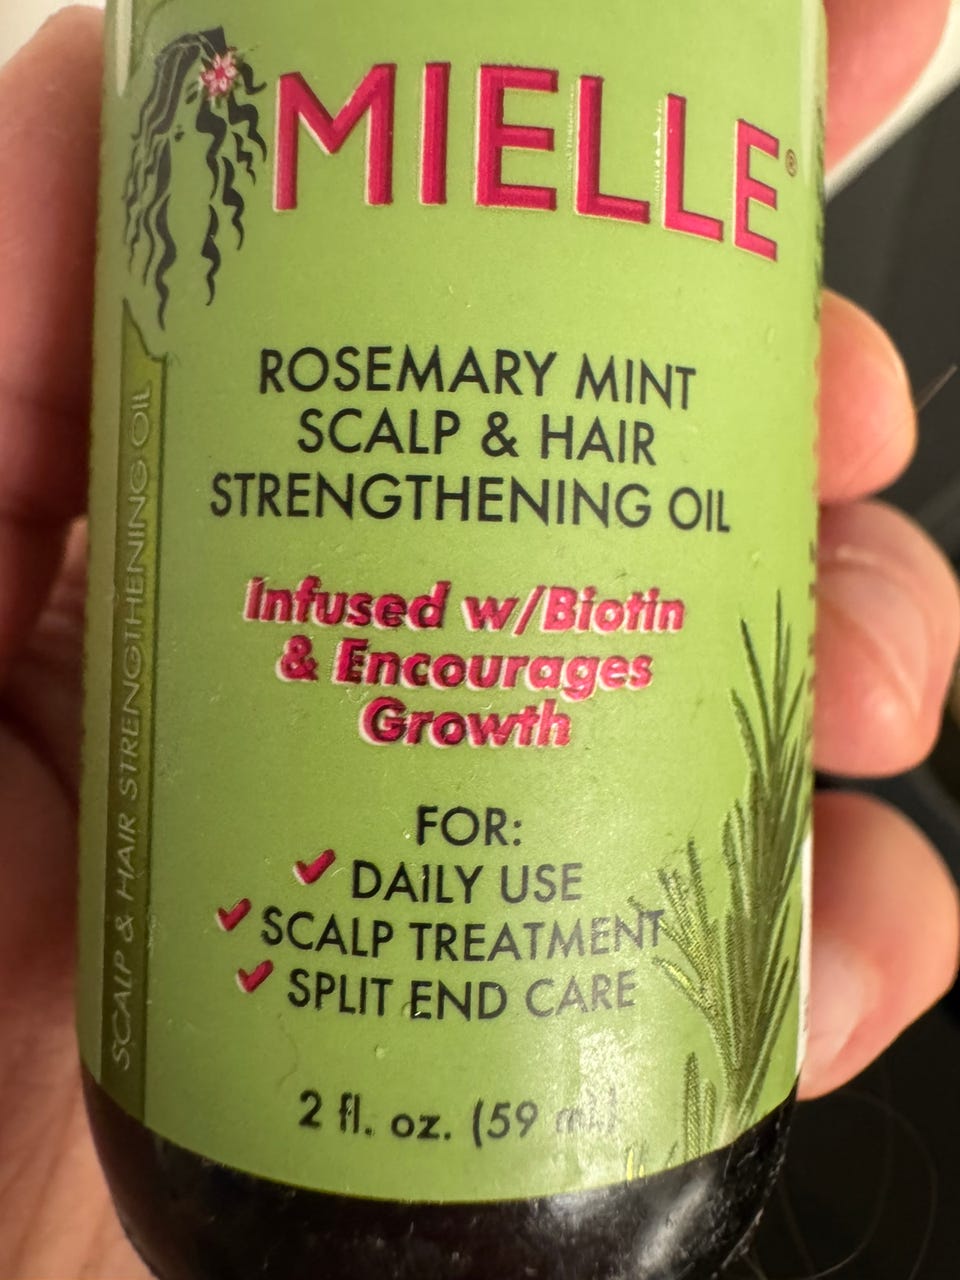 MIELLE®
ROSEMARY MINT
SCALP & HAIR
STRENGTHENING OIL
Infused w/Biotin
& Encourages
Growth
FOR:
DAILY USE
SCALP TREATMENT
SPLIT END CARE
2 fl. oz. (59 ml)
SCALP & HAIR STRENGTHENING OIL